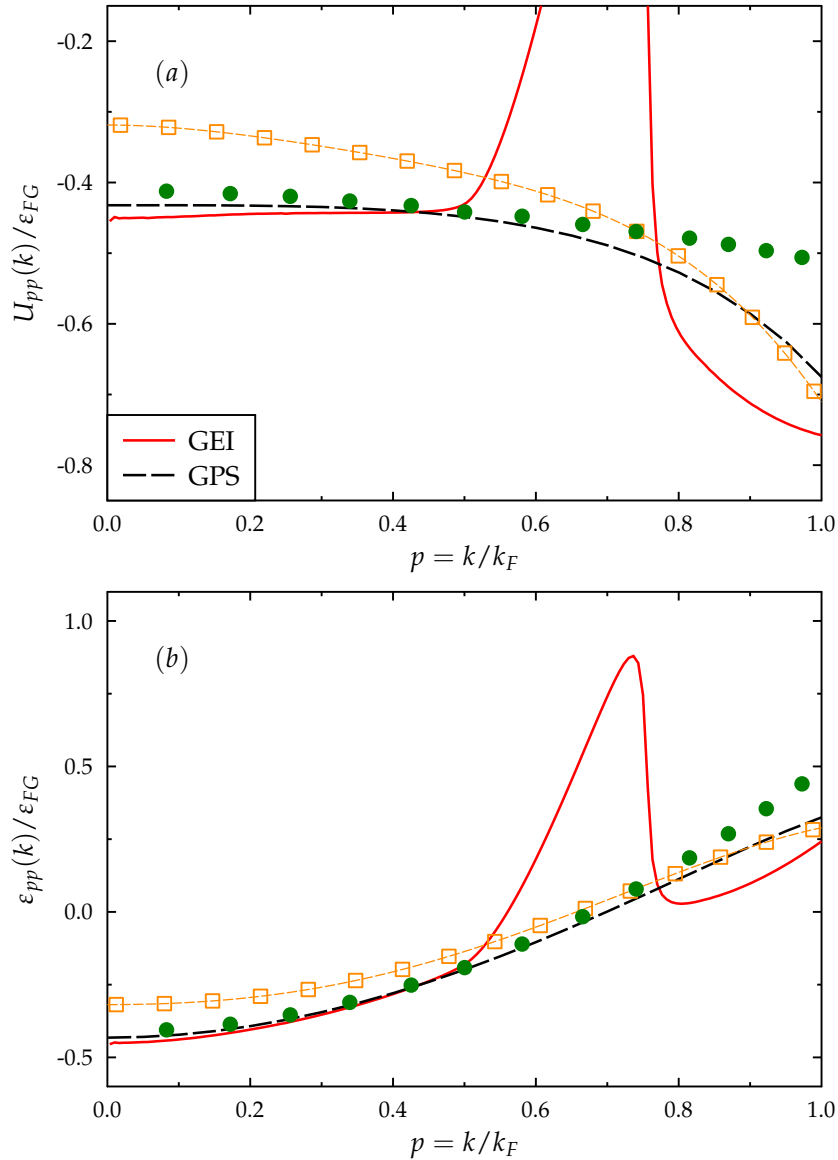 -0.2
(a)
-0.4
U_{pp}(k)/ε_{FG}
-0.6
GEI
GPS
-0.8
0.0 0.2 0.4 0.6 0.8 1.0
p = k/k_F
1.0
(b)
0.5
ε_{pp}(k)/ε_{FG}
0.0
-0.5
0.0 0.2 0.4 0.6 0.8 1.0
p = k/k_F